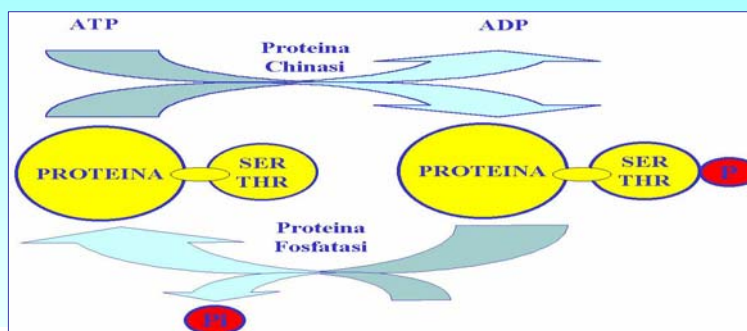 ATP
ADP
Proteina
Chinasi
PROTEINA
SER
THR
PROTEINA
SER
THR
P
Proteina
Fosfatasi
Pi